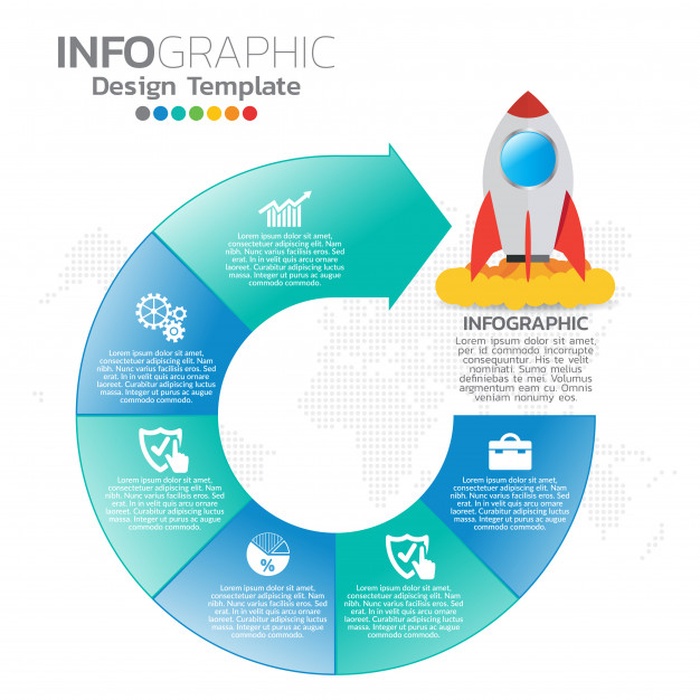 INFOGRAPHIC
Design Template
Lorem ipsum dolor sit amet,
consectetuer adipiscing elit. Nam
nibh. Nunc varius facilisis eros. Sed
erat. In in velit quis arcu ornare
laoreet. Curabitur adipiscing luctus
massa. Integer ut purus ac augue
commodo.
Lorem ipsum dolor sit amet,
consectetuer adipiscing elit. Nam
nibh. Nunc varius facilisis eros. Sed
erat. In in velit quis arcu ornare
laoreet. Curabitur adipiscing luctus
massa. Integer ut purus ac augue
commodo.
Lorem ipsum dolor sit amet,
consectetuer adipiscing elit. Nam
nibh. Nunc varius facilisis eros. Sed
erat. In in velit quis arcu ornare
laoreet. Curabitur adipiscing luctus
massa. Integer ut purus ac augue
commodo.
%
Lorem ipsum dolor sit amet,
consectetuer adipiscing elit. Nam
nibh. Nunc varius facilisis eros. Sed
erat. In in velit quis arcu ornare
laoreet. Curabitur adipiscing luctus
massa. Integer ut purus ac augue
commodo.
Lorem ipsum dolor sit amet,
consectetuer adipiscing elit. Nam
nibh. Nunc varius facilisis eros. Sed
erat. In in velit quis arcu ornare
laoreet. Curabitur adipiscing luctus
massa. Integer ut purus ac augue
commodo.
Lorem ipsum dolor sit amet,
consectetuer adipiscing elit. Nam
nibh. Nunc varius facilisis eros. Sed
erat. In in velit quis arcu ornare
laoreet. Curabitur adipiscing luctus
massa. Integer ut purus ac augue
commodo.
INFOGRAPHIC
Lorem ipsum dolor sit amet,
per id commodo incorrupte
consequuntur. His te velit
nominati. Sumo melius
definiebas te mei. Volumus
argmentum eam cu. Omnis
veniam nonumy eos.